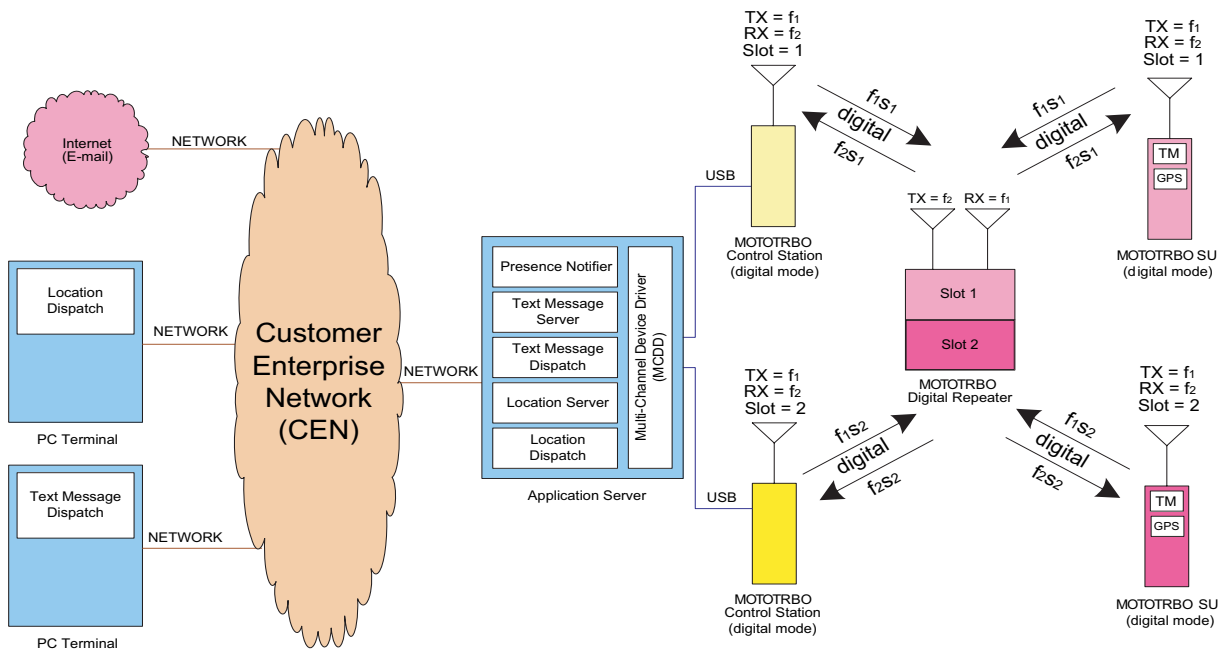 Internet
(E-mail)
NETWORK
Location
Dispatch
NETWORK
PC Terminal
Text Message
Dispatch
NETWORK
PC Terminal
Customer
Enterprise
Network
(CEN)
NETWORK
Presence Notifier
Text Message
Server
Text Message
Dispatch
Location Server
Location
Dispatch
Multi-Channel Device Driver
(MCDD)
Application Server
USB
USB
TX = f₁
RX = f₂
Slot = 1
MOTOTRBO
Control Station
(digital mode)
f₁s₁
digital
f₂s₁
TX = f₁
RX = f₂
Slot = 1
f₁s₁
digital
f₂s₁
TM
GPS
MOTOTRBO SU
(digital mode)
TX = f₂
RX = f₁
Slot 1
Slot 2
MOTOTRBO
Digital Repeater
TX = f₁
RX = f₂
Slot = 2
MOTOTRBO
Control Station
(digital mode)
f₁s₂
digital
f₂s₂
TX = f₁
RX = f₂
Slot = 2
f₁s₂
digital
f₂s₂
TM
GPS
MOTOTRBO SU
(digital mode)